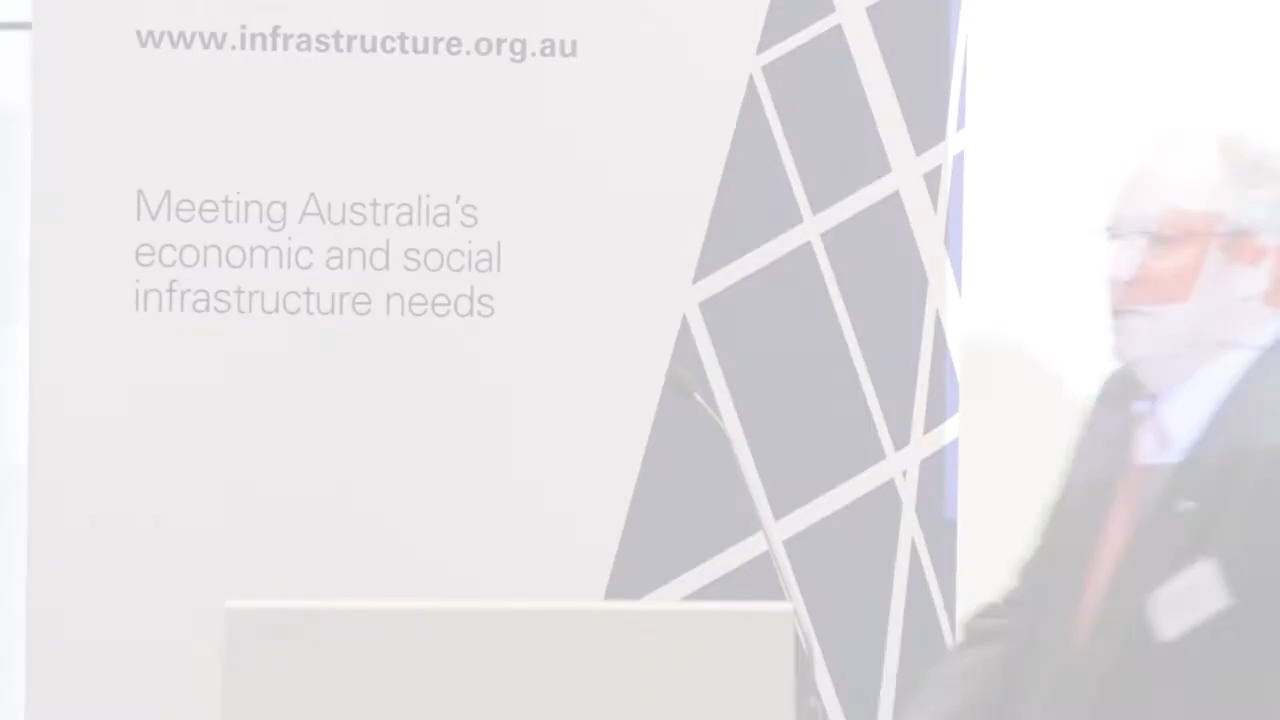 www.infrastructure.org.au
Meeting Australia's
economic and social
infrastructure needs